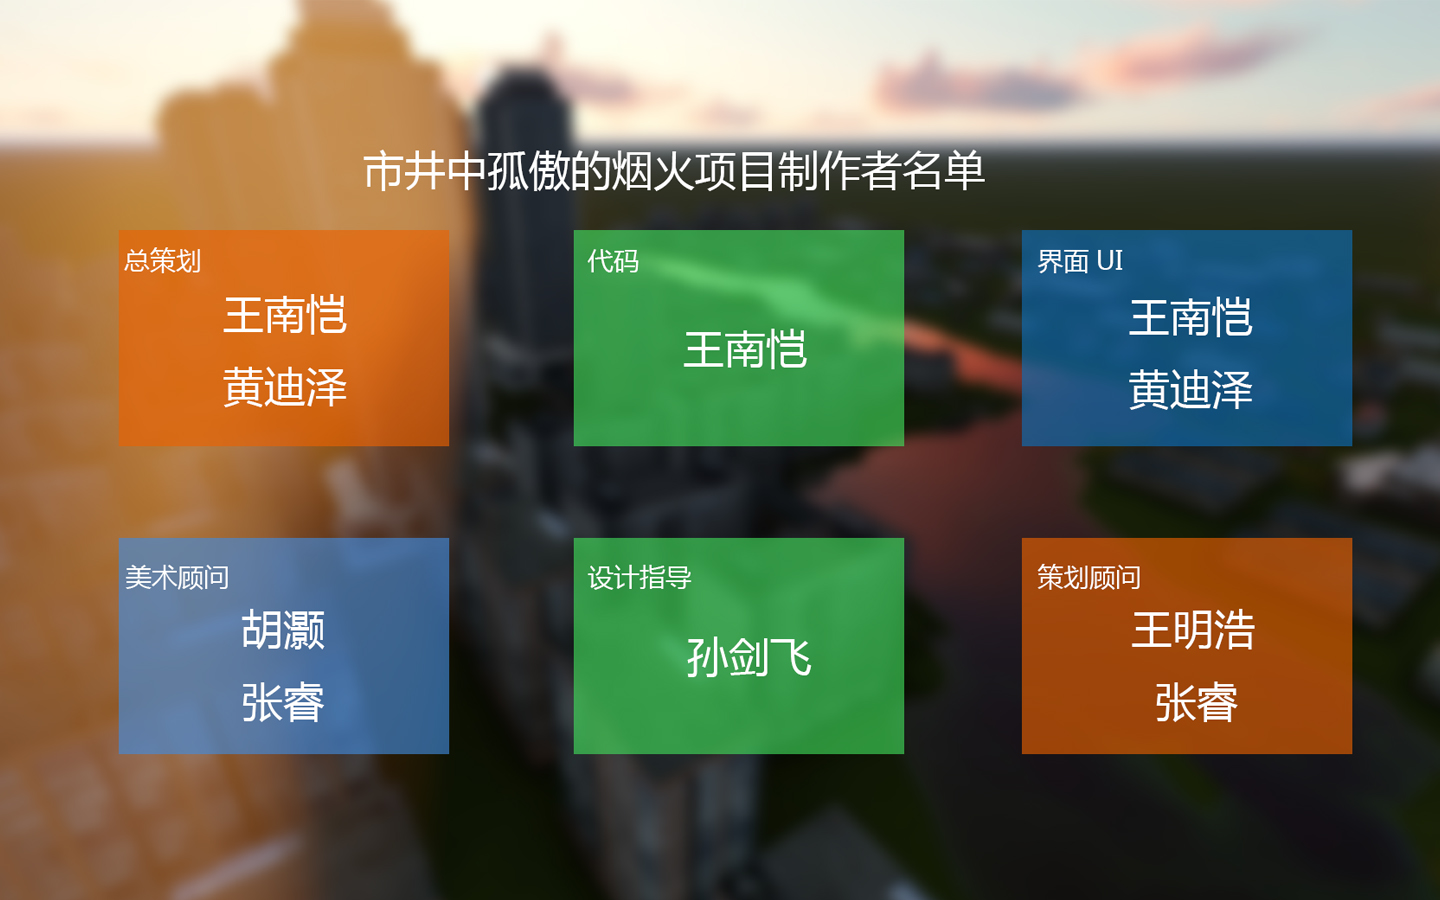 市井中孤傲的烟火项目制作者名单
总策划
王南恺
黄迪泽
代码
王南恺
界面 UI
王南恺
黄迪泽
美术顾问
胡灏
张睿
设计指导
孙剑飞
策划顾问
王明浩
张睿